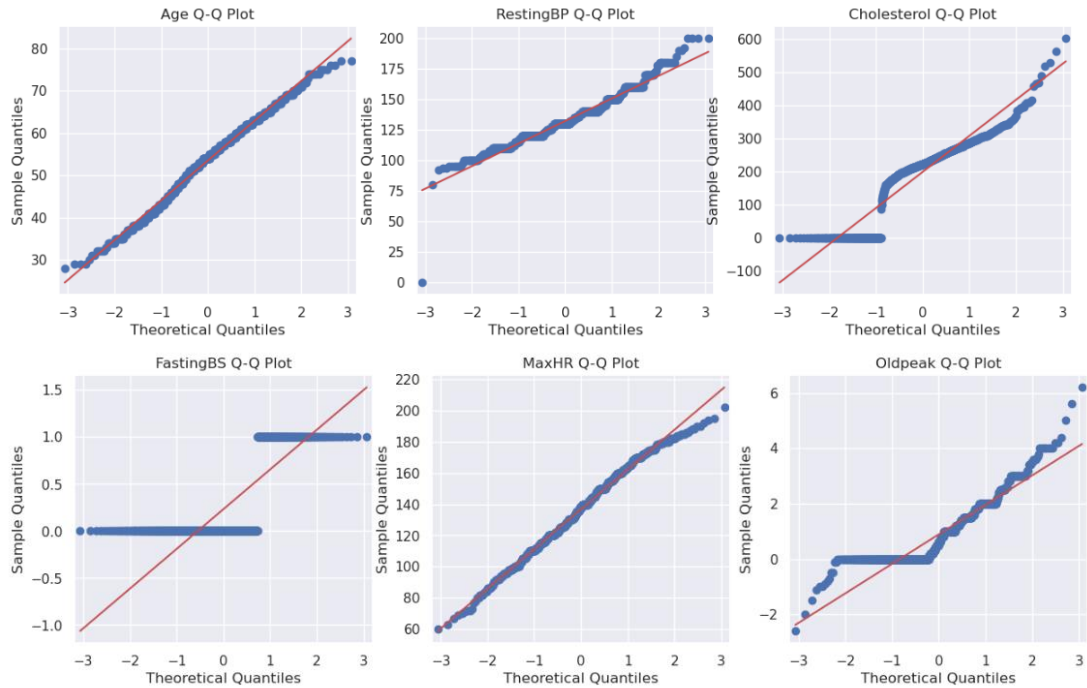 Age Q-Q Plot
80
70
60
50
40
30
Sample Quantiles
−3 −2 −1 0 1 2 3
Theoretical Quantiles
RestingBP Q-Q Plot
200
175
150
125
100
75
50
25
0
Sample Quantiles
−3 −2 −1 0 1 2 3
Theoretical Quantiles
Cholesterol Q-Q Plot
600
500
400
300
200
100
0
−100
Sample Quantiles
−3 −2 −1 0 1 2 3
Theoretical Quantiles
FastingBS Q-Q Plot
1.5
1.0
0.5
0.0
−0.5
−1.0
Sample Quantiles
−3 −2 −1 0 1 2 3
Theoretical Quantiles
MaxHR Q-Q Plot
220
200
180
160
140
120
100
80
60
Sample Quantiles
−3 −2 −1 0 1 2 3
Theoretical Quantiles
Oldpeak Q-Q Plot
6
4
2
0
−2
Sample Quantiles
−3 −2 −1 0 1 2 3
Theoretical Quantiles